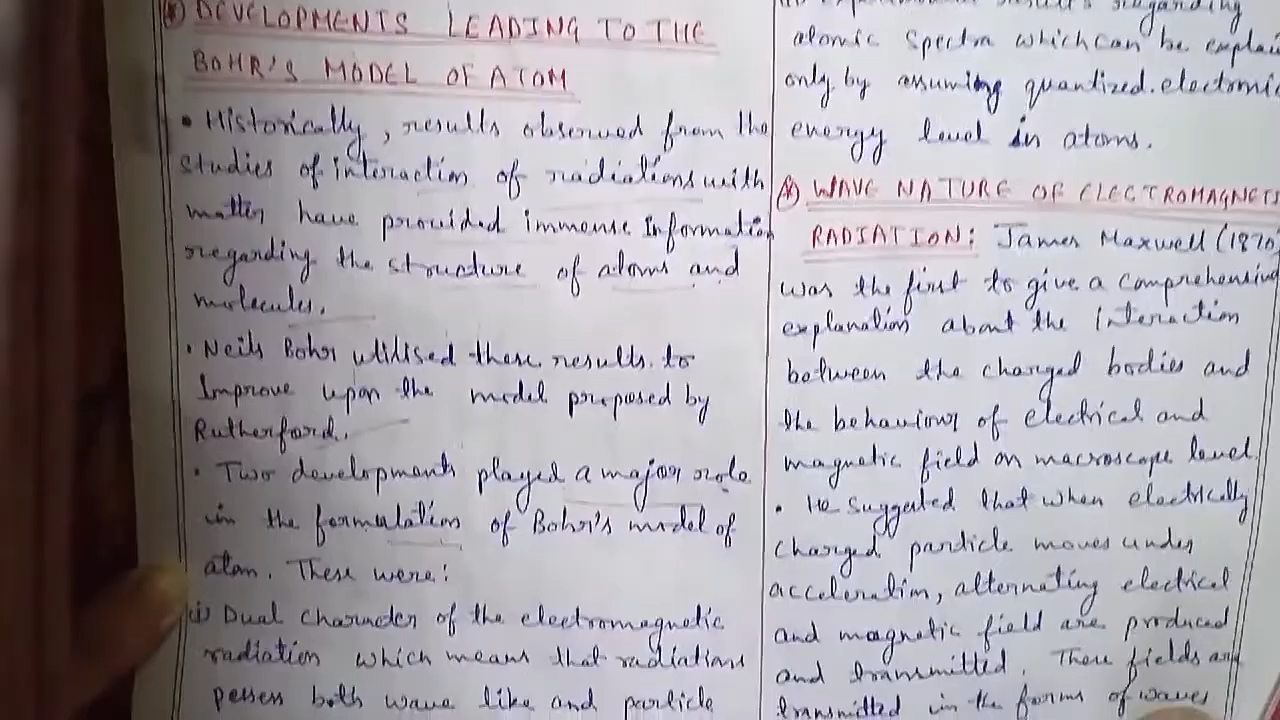 DEVELOPMENTS LEADING TO THE
BOHR'S MODEL OF ATOM
• Historically, results observed from the
studies of interaction of radiations with
matter have provided immense Information
regarding the structure of atoms and
molecules.
• Neils Bohr utilised these results to
Improve upon the model proposed by
Rutherford.
• Two developments played a major role
in the formulation of Bohr's model of
atom. These were:
(i) Dual character of the electromagnetic
radiation which means that radiations
possess both wave like and particle
results regarding
atomic spectra which can be explai
only by assuming quantized electronic
energy level in atoms.
WAVE NATURE OF ELECTROMAGNET
RADIATION: James Maxwell (1870)
was the first to give a comprehensive
explanation about the Interaction
between the charged bodies and
the behaviour of electrical and
magnetic field on macroscope level.
• He suggested that when electrically
charged particle moves under
acceleration, alternating electrical
and magnetic field are produced
and transmitted. These fields are
transmitted in the forms of waves